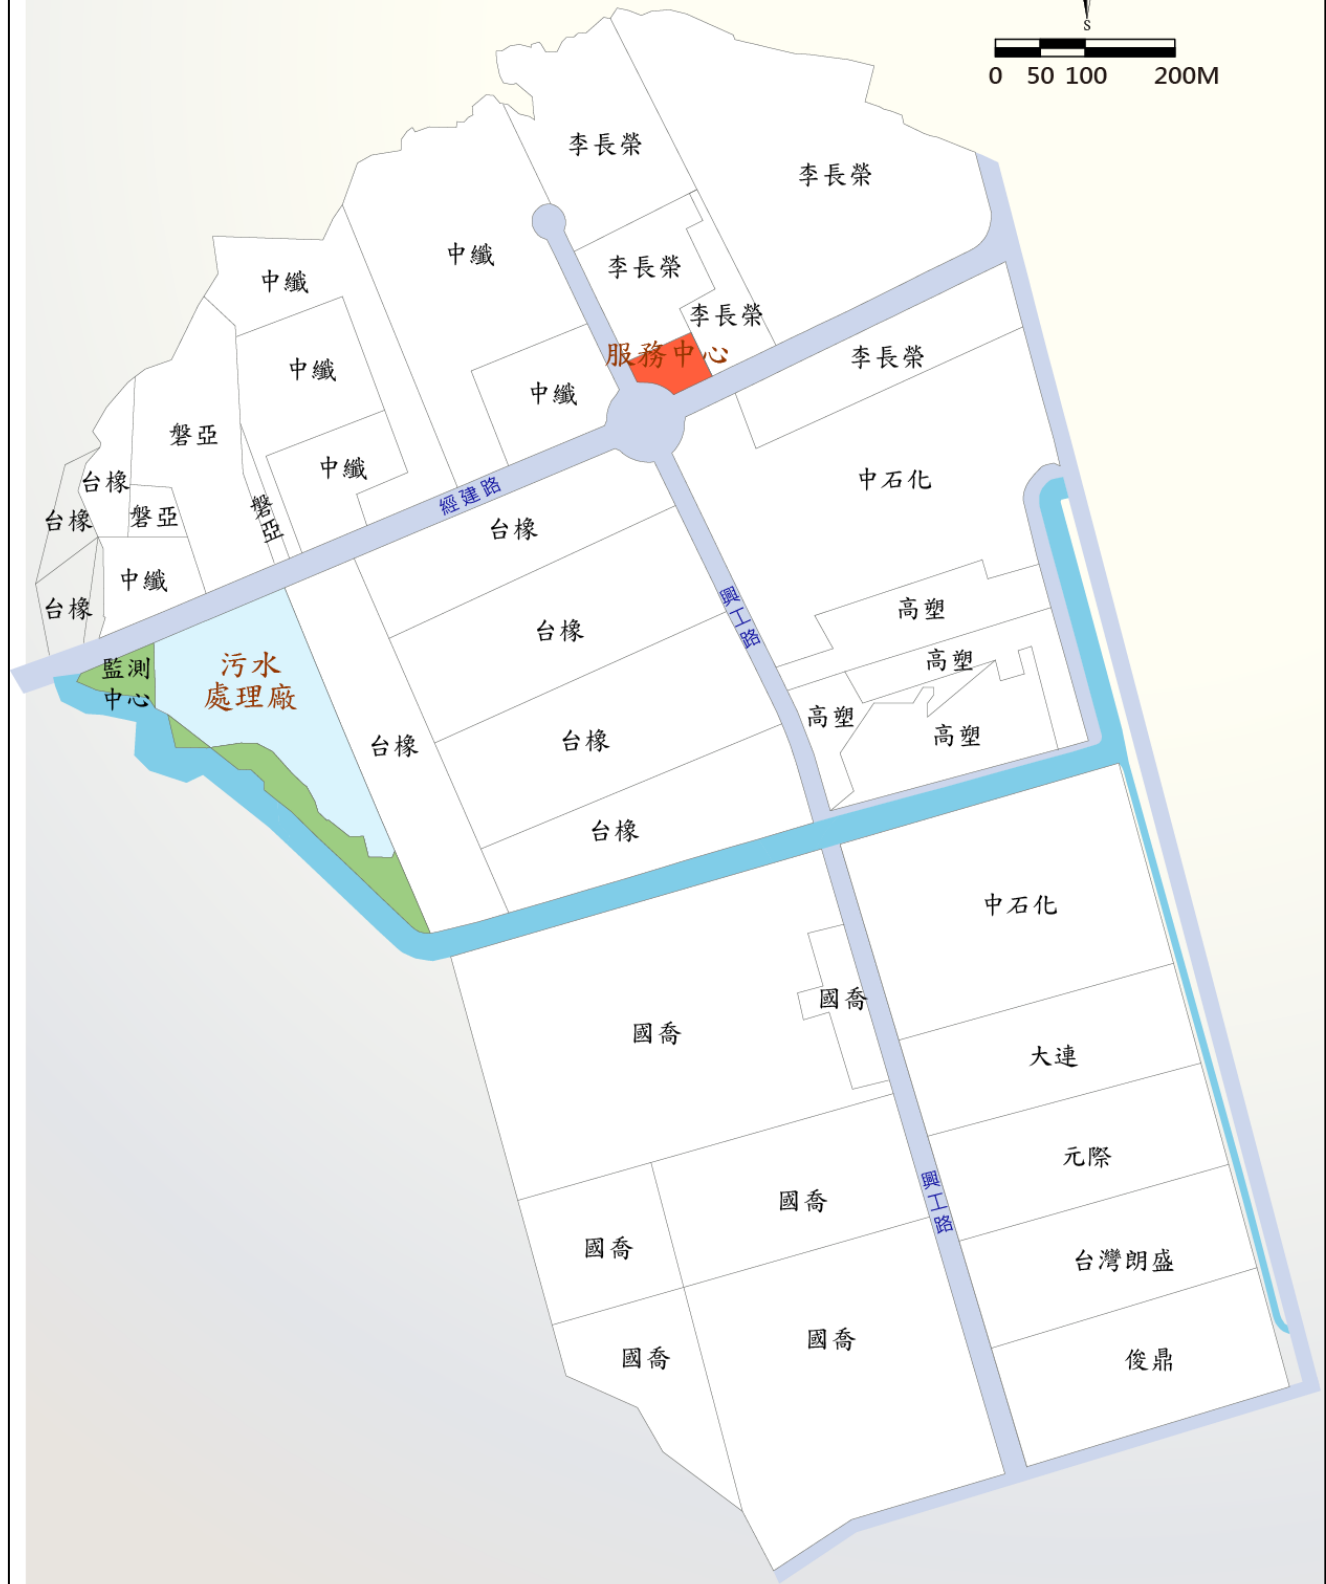 S
0 50 100 200M
李長榮
李長榮
中纖
李長榮
中纖
李長榮
服務中心
李長榮
中纖
中纖
磐亞
中纖
台橡
中石化
經建路
磐亞
台橡
磐亞
台橡
中纖
台橡
興工路
高塑
台橡
監測
中心
污水
處理廠
高塑
高塑
高塑
台橡
台橡
台橡
中石化
國喬
國喬
大連
元際
興工路
國喬
國喬
台灣朗盛
國喬
國喬
俊鼎